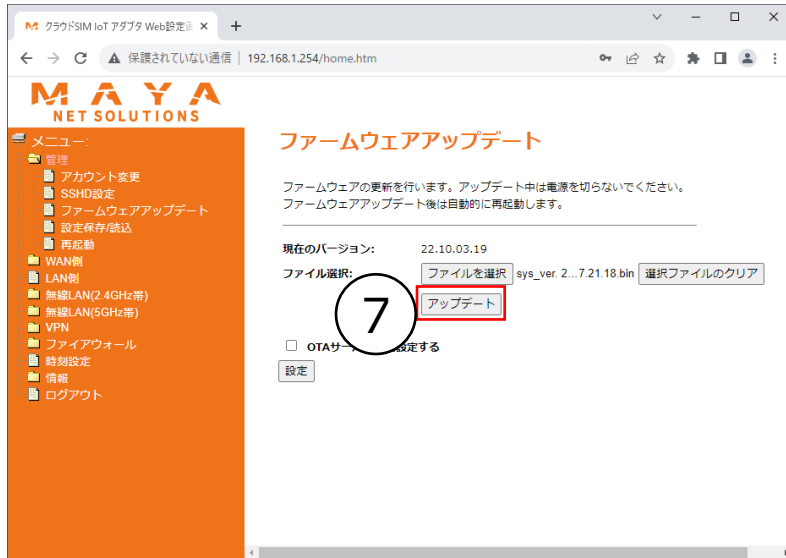 クラウドSIM IoT アダプタ Web設定
保護されていない通信 | 192.168.1.254/home.htm
MAYA
NET SOLUTIONS
メニュー:
管理
アカウント変更
SSHD設定
ファームウェアアップデート
設定保存/読込
再起動
WAN側
LAN側
無線LAN(2.4GHz帯)
無線LAN(5GHz帯)
VPN
ファイアウォール
時刻設定
情報
ログアウト
ファームウェアアップデート
ファームウェアの更新を行います。アップデート中は電源を切らないでください。
ファームウェアアップデート後は自動的に再起動します。
現在のバージョン: 22.10.03.19
ファイル選択: ファイルを選択 sys_ver. 2...7.21.18.bin 選択ファイルのクリア
アップデート
7
OTAサー 設定する
設定